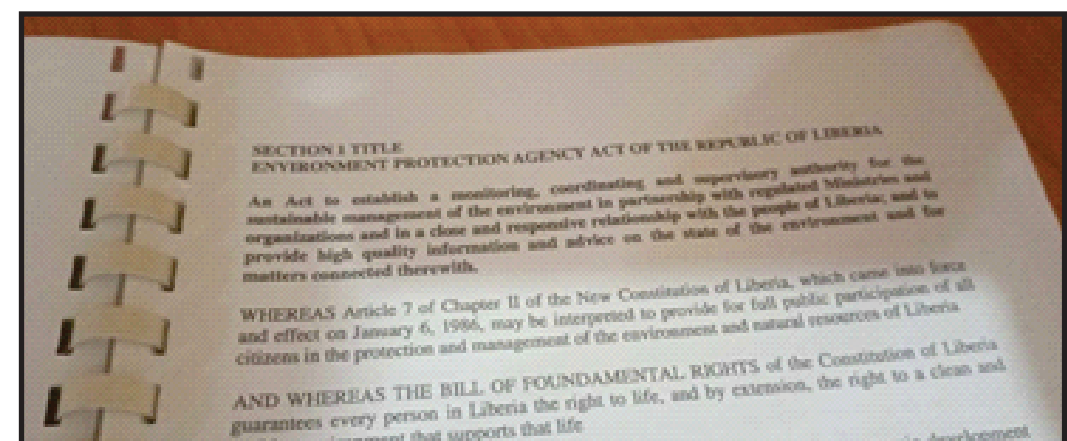 SECTION 1 TITLE
ENVIRONMENT PROTECTION AGENCY ACT OF THE REPUBLIC OF LIBERIA
An Act to establish a monitoring, coordinating and supervisory authority for the
sustainable management of the environment in partnership with regulated Ministries and
organizations and in a close and responsive relationship with the people of Liberia; and to
provide high quality information and advice on the state of the environment and for
matters connected therewith.
WHEREAS Article 7 of Chapter II of the New Constitution of Liberia, which came into force
and effect on January 6, 1986, may be interpreted to provide for full public participation of all
citizens in the protection and management of the environment and natural resources of Liberia
AND WHEREAS THE BILL OF FOUNDAMENTAL RIGHTS of the Constitution of Liberia
guarantees every person in Liberia the right to life, and by extension, the right to a clean and
that supports that life
development